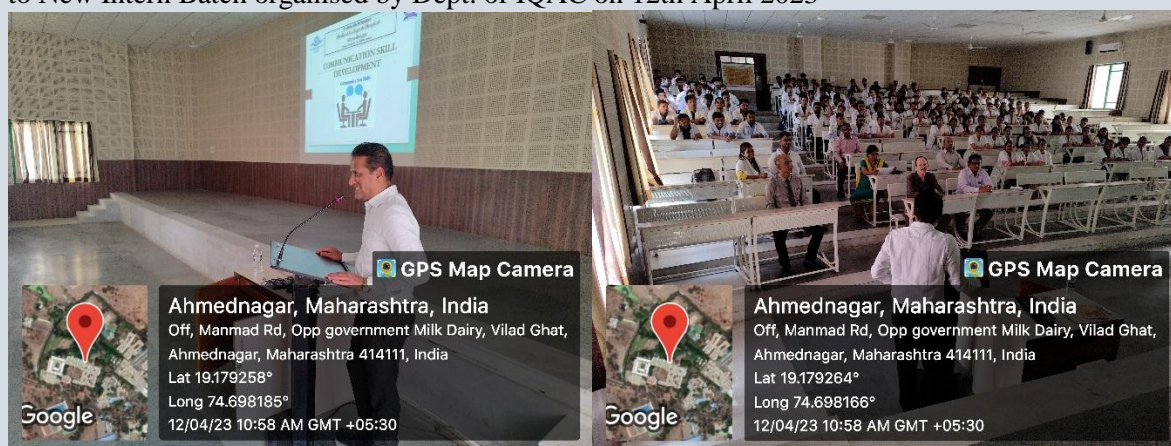 to New Intern Batch organised by Dept. of IQAC on 12th April 2023
Medical College & Hospital
COMMUNICATION SKILL
DEVELOPMENT
GPS Map Camera
Ahmednagar, Maharashtra, India
Off, Manmad Rd, Opp government Milk Dairy, Vilad Ghat,
Ahmednagar, Maharashtra 414111, India
Lat 19.179258°
Long 74.698185°
12/04/23 10:58 AM GMT +05:30
Google
GPS Map Camera
Ahmednagar, Maharashtra, India
Off, Manmad Rd, Opp government Milk Dairy, Vilad Ghat,
Ahmednagar, Maharashtra 414111, India
Lat 19.179264°
Long 74.698166°
12/04/23 10:58 AM GMT +05:30
Google